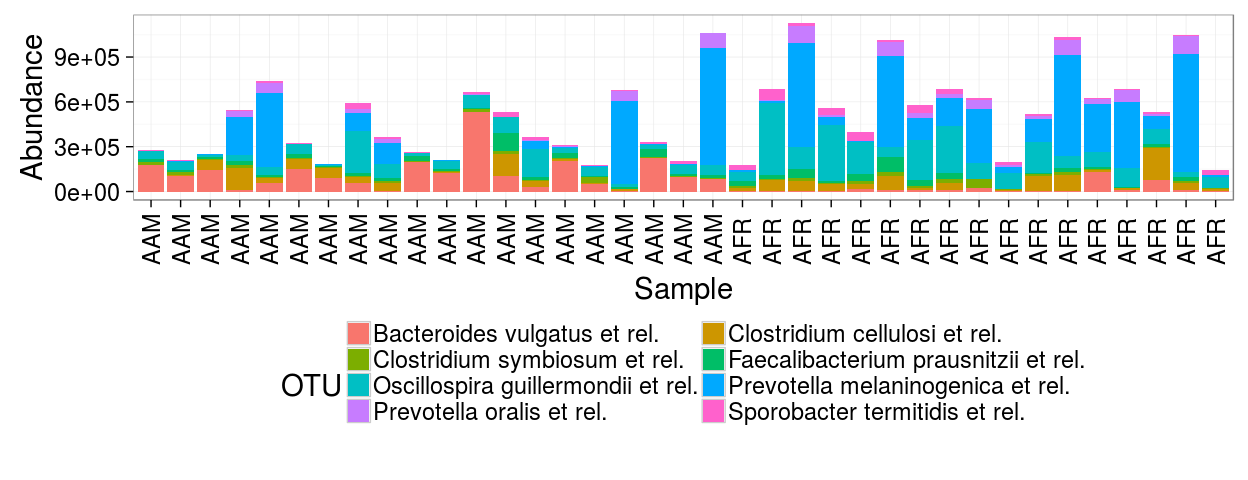 Abundance
9e+05
6e+05
3e+05
0e+00
AAM AAM AAM AAM AAM AAM AAM AAM AAM AAM AAM AAM AAM AAM AAM AAM AAM AAM AAM AAM AFR AFR AFR AFR AFR AFR AFR AFR AFR AFR AFR AFR AFR AFR AFR AFR AFR
Sample
OTU
Bacteroides vulgatus et rel. Clostridium cellulosi et rel.
Clostridium symbiosum et rel. Faecalibacterium prausnitzii et rel.
Oscillospira guillermondii et rel. Prevotella melaninogenica et rel.
Prevotella oralis et rel. Sporobacter termitidis et rel.